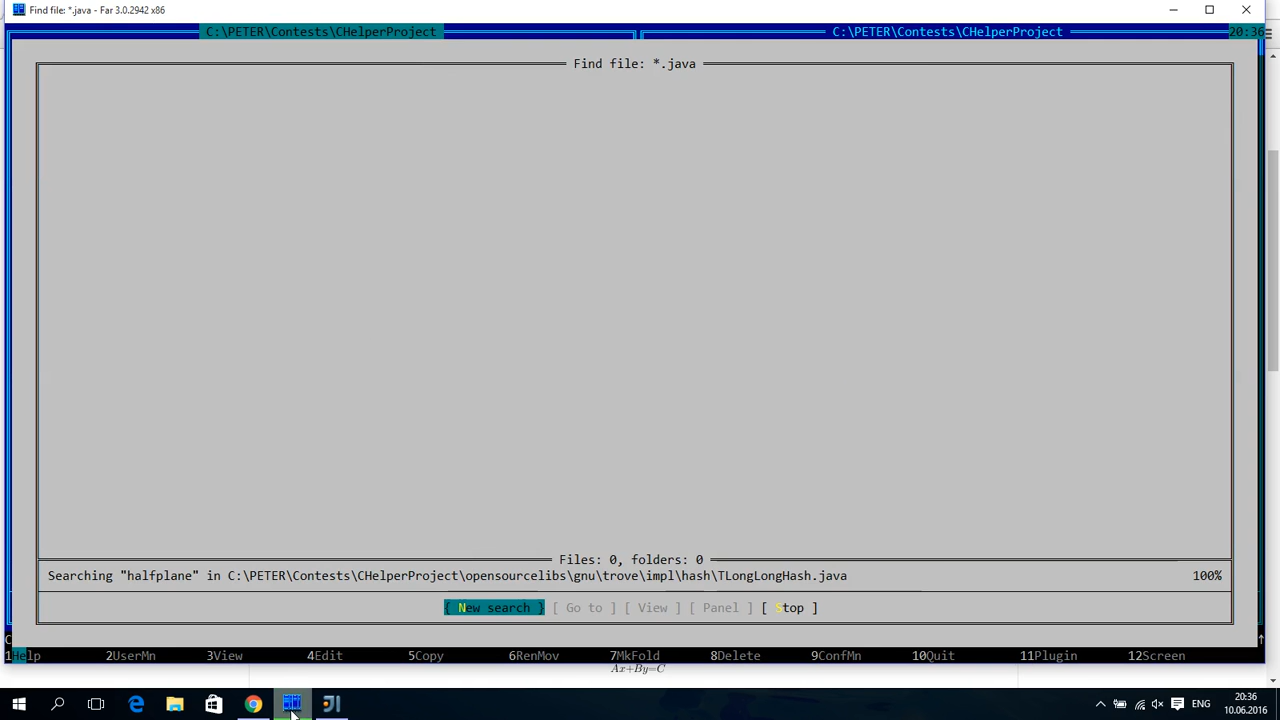 Find file: *.java - Far 3.0.2942 x86
C:\PETER\Contests\CHelperProject
C:\PETER\Contests\CHelperProject
20:36
Find file: *.java
Files: 0, folders: 0
Searching "halfplane" in C:\PETER\Contests\CHelperProject\opensourcelibs\gnu\trove\impl\hash\TLongLongHash.java 100%
{ New search } [ Go to ] [ View ] [ Panel ] [ Stop ]
1Help 2UserMn 3View 4Edit 5Copy 6RenMov 7MkFold 8Delete 9ConfMn 10Quit 11Plugin 12Screen
Ax+By=C
ENG
20:36
10.06.2016